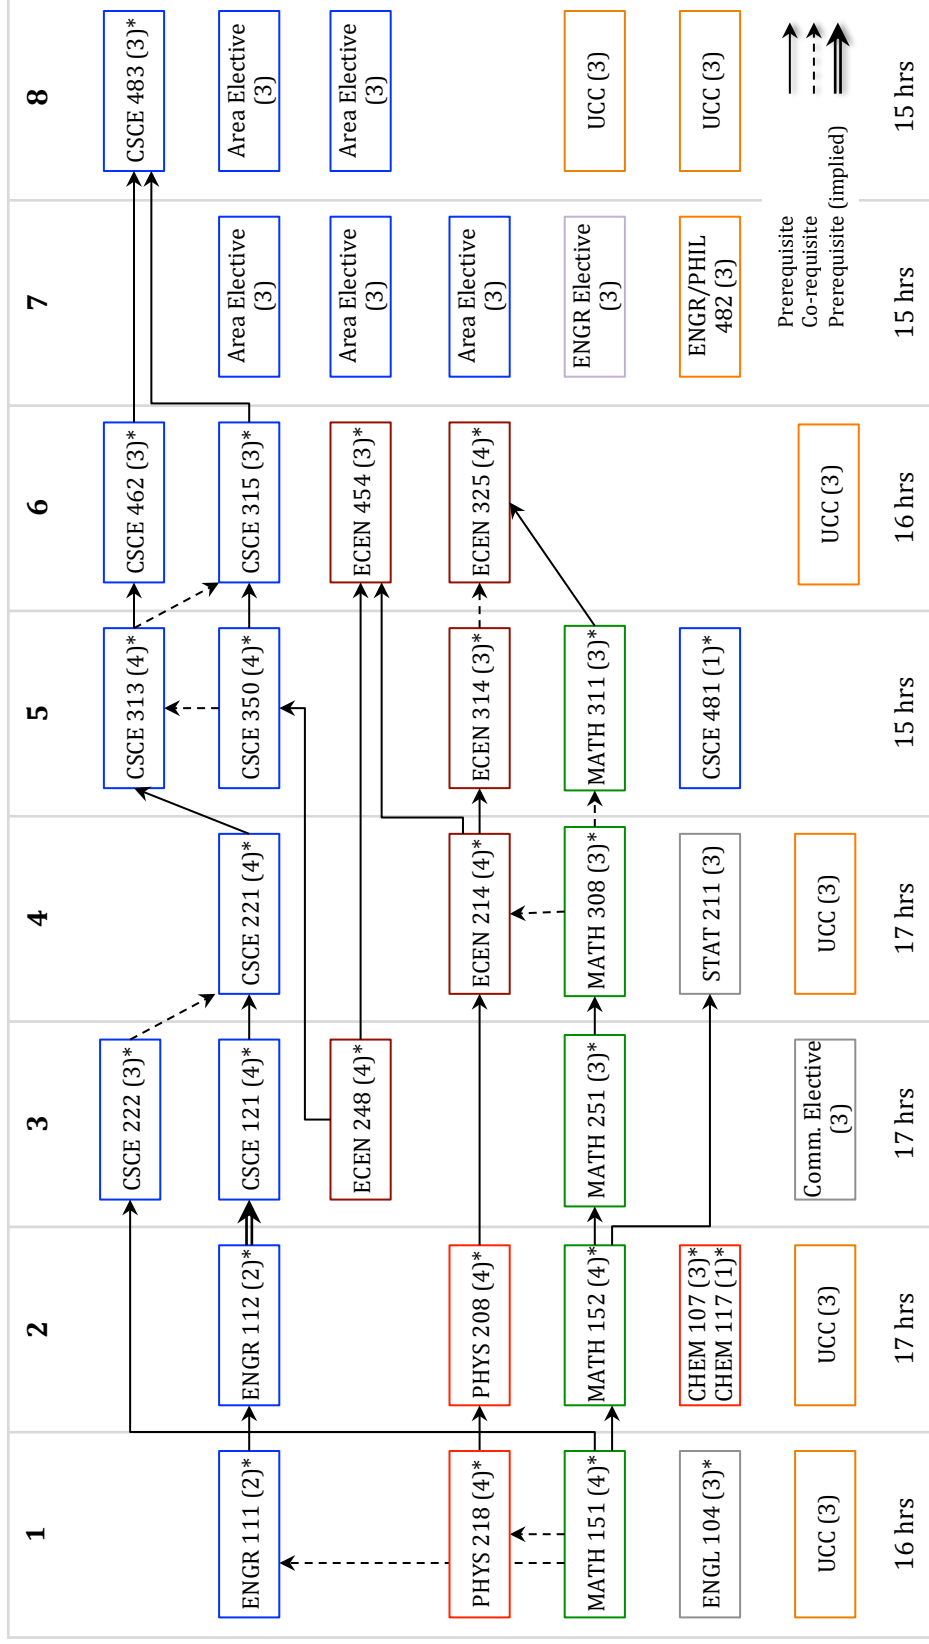 1
2
3
4
5
6
7
8
CSCE 222 (3)*
CSCE 313 (4)*
CSCE 462 (3)*
CSCE 483 (3)*
ENGR 111 (2)*
ENGR 112 (2)*
CSCE 121 (4)*
CSCE 221 (4)*
CSCE 350 (4)*
CSCE 315 (3)*
Area Elective
(3)
Area Elective
(3)
ECEN 248 (4)*
ECEN 454 (3)*
Area Elective
(3)
Area Elective
(3)
PHYS 218 (4)*
PHYS 208 (4)*
ECEN 214 (4)*
ECEN 314 (3)*
ECEN 325 (4)*
Area Elective
(3)
MATH 151 (4)*
MATH 152 (4)*
MATH 251 (3)*
MATH 308 (3)*
MATH 311 (3)*
ENGR Elective
(3)
UCC (3)
ENGL 104 (3)*
CHEM 107 (3)*
CHEM 117 (1)*
STAT 211 (3)
CSCE 481 (1)*
ENGR/PHIL
482 (3)
UCC (3)
UCC (3)
UCC (3)
Comm. Elective
(3)
UCC (3)
UCC (3)
Prerequisite
Co-requisite
Prerequisite (implied)
16 hrs
17 hrs
17 hrs
17 hrs
15 hrs
16 hrs
15 hrs
15 hrs